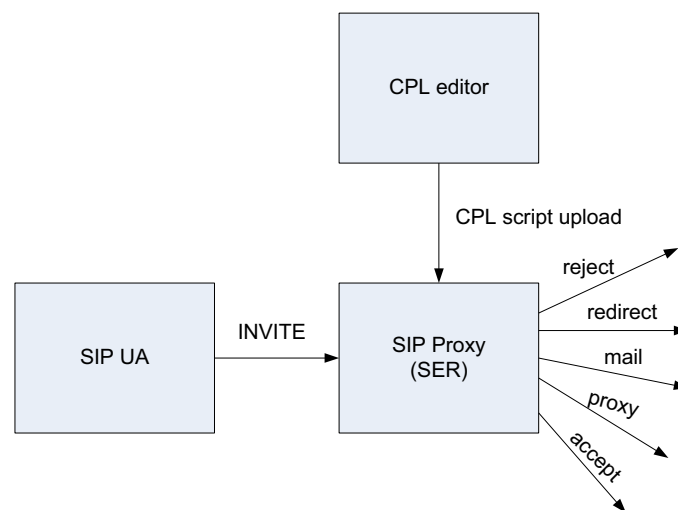 CPL editor
CPL script upload
reject
redirect
INVITE
SIP UA
SIP Proxy
(SER)
mail
proxy
accept